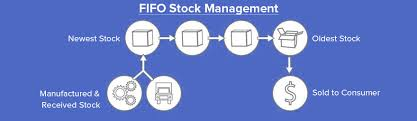 FIFO Stock Management
Newest Stock
Oldest Stock
Manufactured &
Received Stock
$
Sold to Consumer